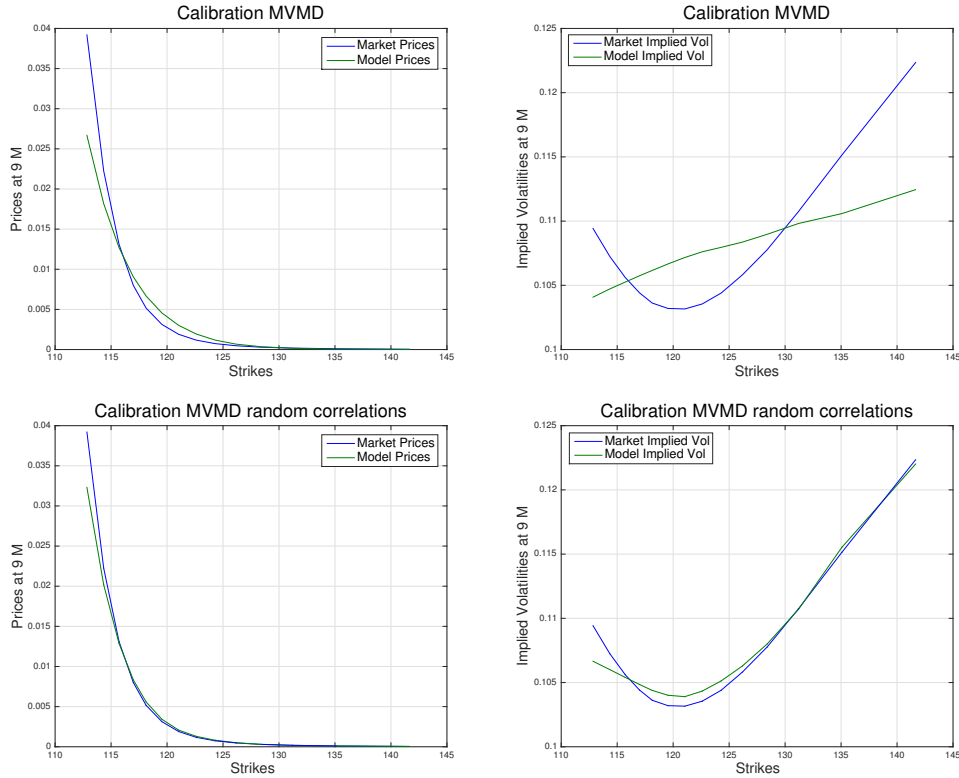 Calibration MVMD
Prices at 9 M
0.04
0.035
0.03
0.025
0.02
0.015
0.01
0.005
0
110 115 120 125 130 135 140 145
Strikes
Market Prices
Model Prices
Calibration MVMD
Implied Volatilities at 9 M
0.125
0.12
0.115
0.11
0.105
0.1
110 115 120 125 130 135 140 145
Strikes
Market Implied Vol
Model Implied Vol
Calibration MVMD random correlations
Prices at 9 M
0.04
0.035
0.03
0.025
0.02
0.015
0.01
0.005
0
110 115 120 125 130 135 140 145
Strikes
Market Prices
Model Prices
Calibration MVMD random correlations
Implied Volatilities at 9 M
0.125
0.12
0.115
0.11
0.105
0.1
110 115 120 125 130 135 140 145
Strikes
Market Implied Vol
Model Implied Vol